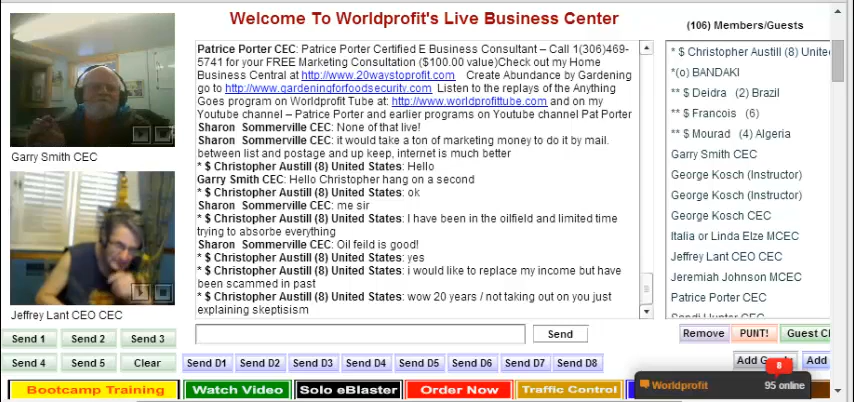 Welcome To Worldprofit's Live Business Center
(106) Members/Guests
Garry Smith CEC
Jeffrey Lant CEO CEC
Patrice Porter CEC: Patrice Porter Certified E Business Consultant – Call 1(306)469-
5741 for your FREE Marketing Consultation ($100.00 value)Check out my Home
Business Central at http://www.20waystoprofit.com Create Abundance by Gardening
go to http://www.gardeningforfoodsecurity.com Listen to the replays of the Anything
Goes program on Worldprofit Tube at: http://www.worldprofittube.com and on my
Youtube channel – Patrice Porter and earlier programs on Youtube channel Pat Porter
Sharon Sommerville CEC: None of that live!
Sharon Sommerville CEC: it would take a ton of marketing money to do it by mail.
between list and postage and up keep, internet is much better
* $ Christopher Austill (8) United States: Hello
Garry Smith CEC: Hello Christopher hang on a second
* $ Christopher Austill (8) United States: ok
Sharon Sommerville CEC: me sir
* $ Christopher Austill (8) United States: I have been in the oilfield and limited time
trying to absorbe everything
Sharon Sommerville CEC: Oil feild is good!
* $ Christopher Austill (8) United States: yes
* $ Christopher Austill (8) United States: i would like to replace my income but have
been scammed in past
* $ Christopher Austill (8) United States: wow 20 years / not taking out on you just
explaining skeptisism
* $ Christopher Austill (8) Unite
*(o) BANDAKI
** $ Deidra (2) Brazil
** $ Francois (6)
** $ Mourad (4) Algeria
Garry Smith CEC
George Kosch (Instructor)
George Kosch (Instructor)
George Kosch CEC
Italia or Linda Elze MCEC
Jeffrey Lant CEO CEC
Jeremiah Johnson MCEC
Patrice Porter CEC
Sandi Hunter CEC
Send 1 Send 2 Send 3
Send
Remove PUNT! Guest Cl
Send 4 Send 5 Clear
Send D1 Send D2 Send D3 Send D4 Send D5 Send D6 Send D7 Send D8
Add Add
8
Worldprofit 95 online
Bootcamp Training Watch Video Solo eBlaster Order Now Traffic Control